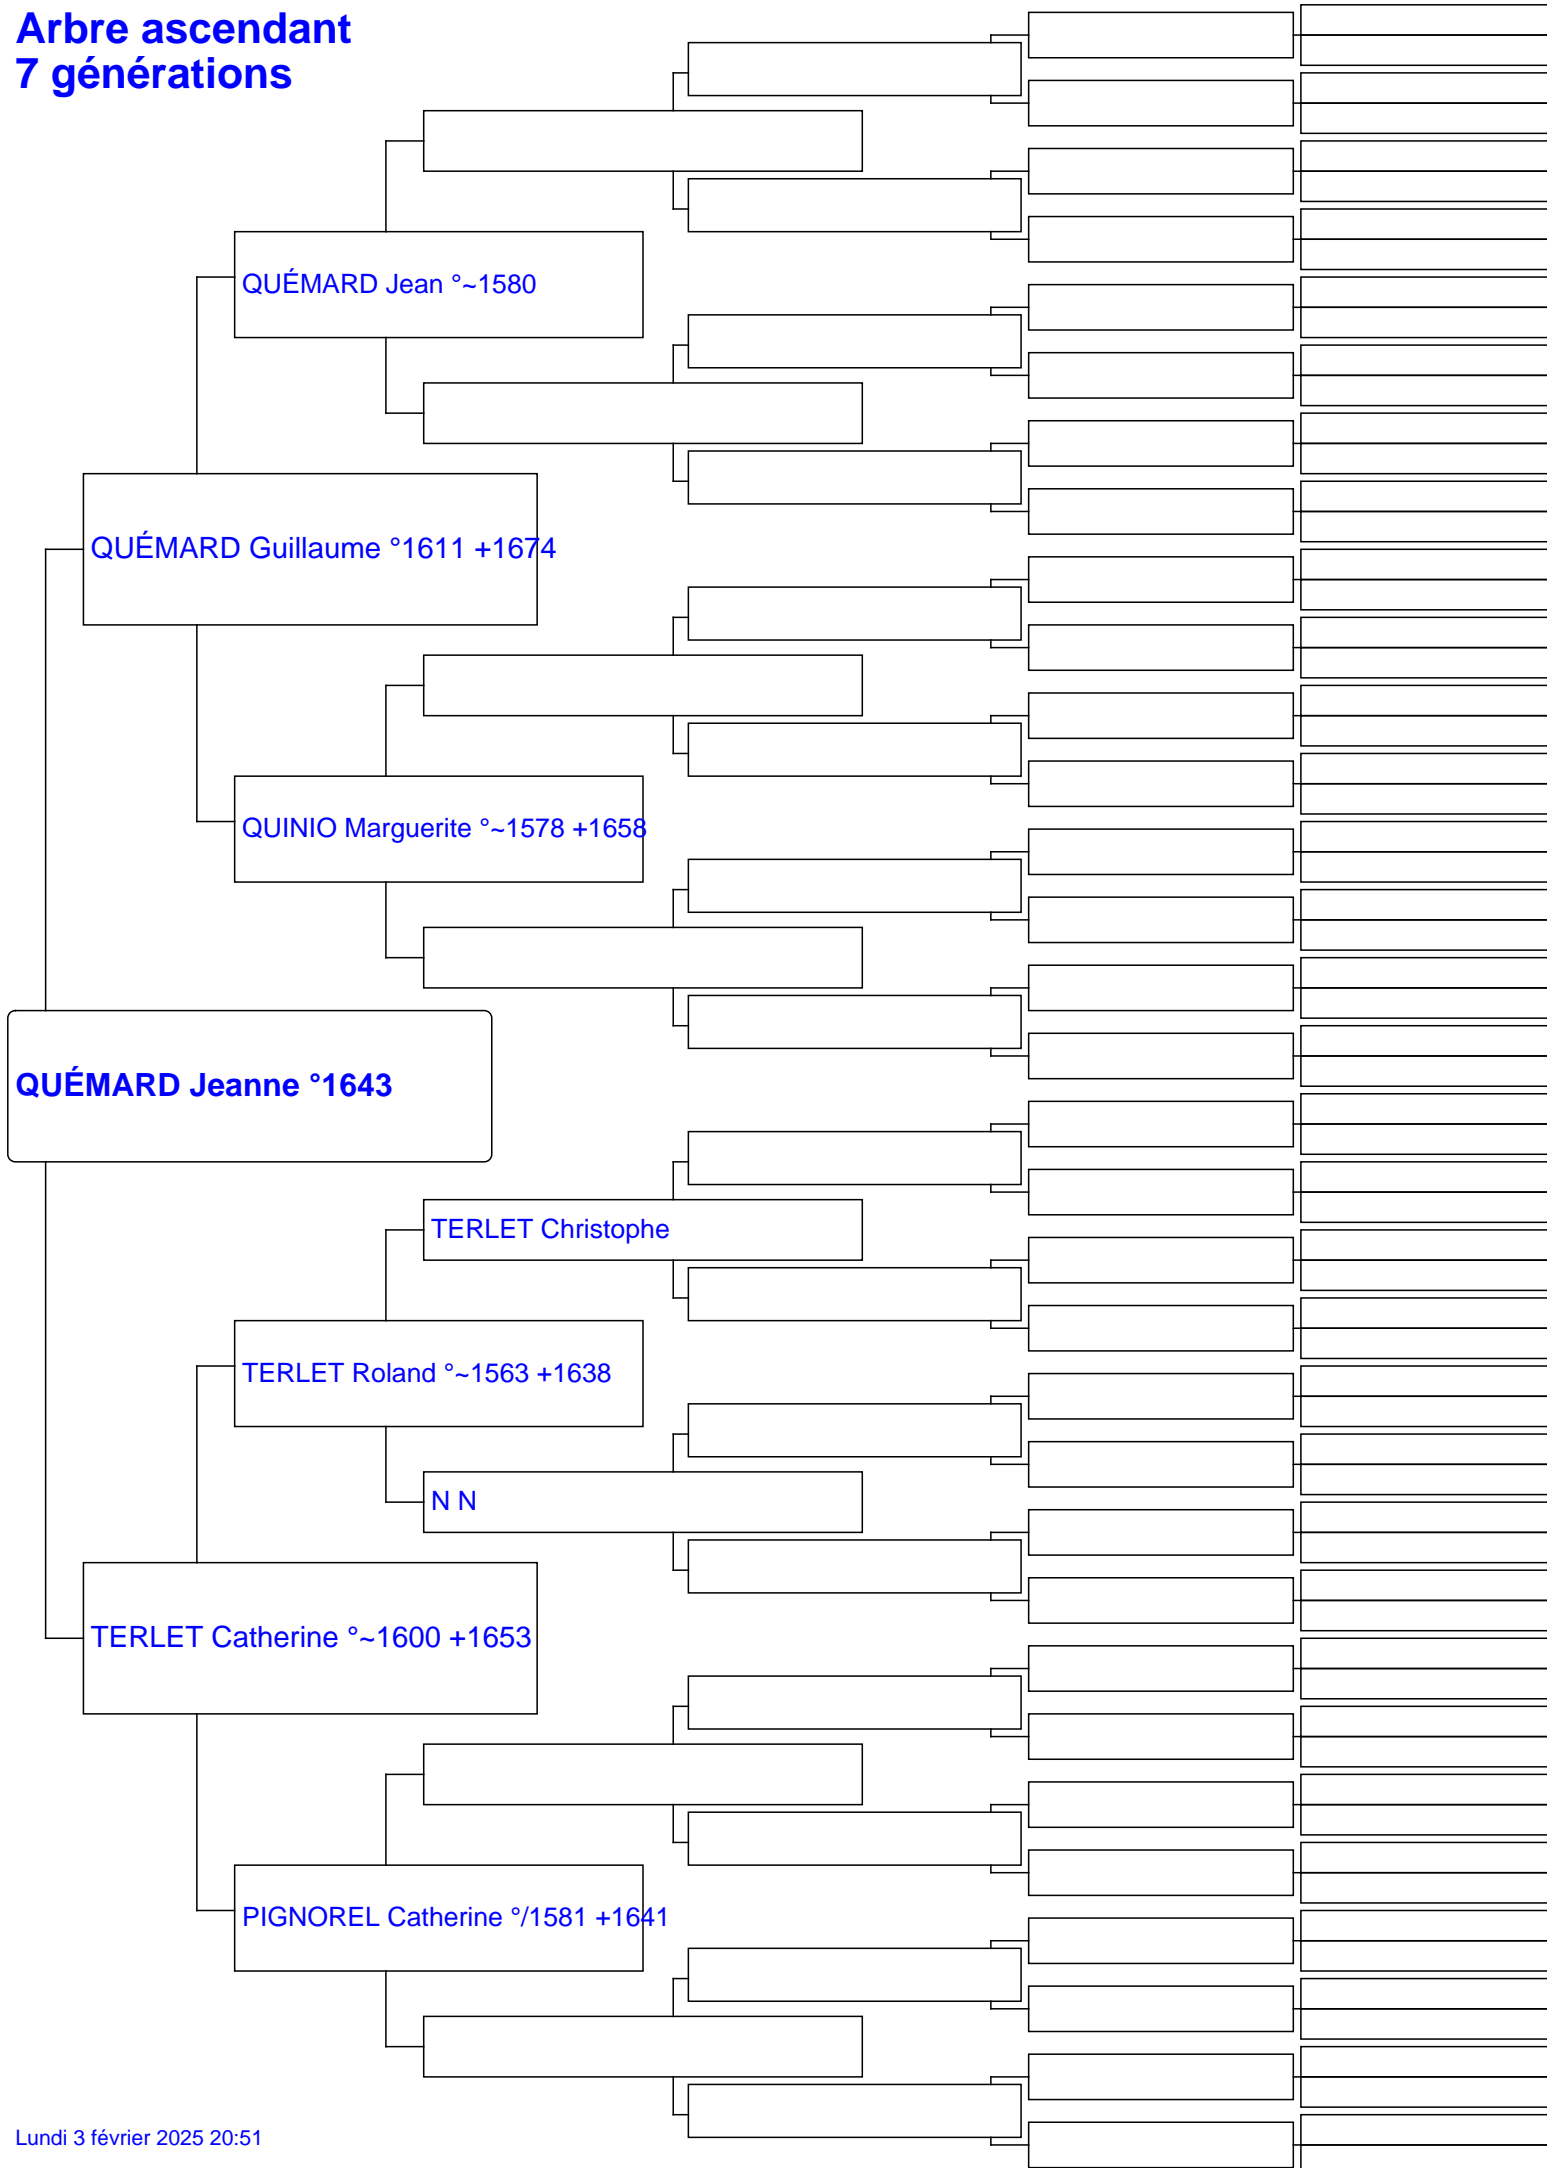 Arbre ascendant
7 générations
QUÉMARD Jean °~1580
QUÉMARD Guillaume °1611 +1674
QUINIO Marguerite °~1578 +1658
QUÉMARD Jeanne °1643
TERLET Christophe
TERLET Roland °~1563 +1638
N N
TERLET Catherine °~1600 +1653
PIGNOREL Catherine °/1581 +1641
Lundi 3 février 2025 20:51